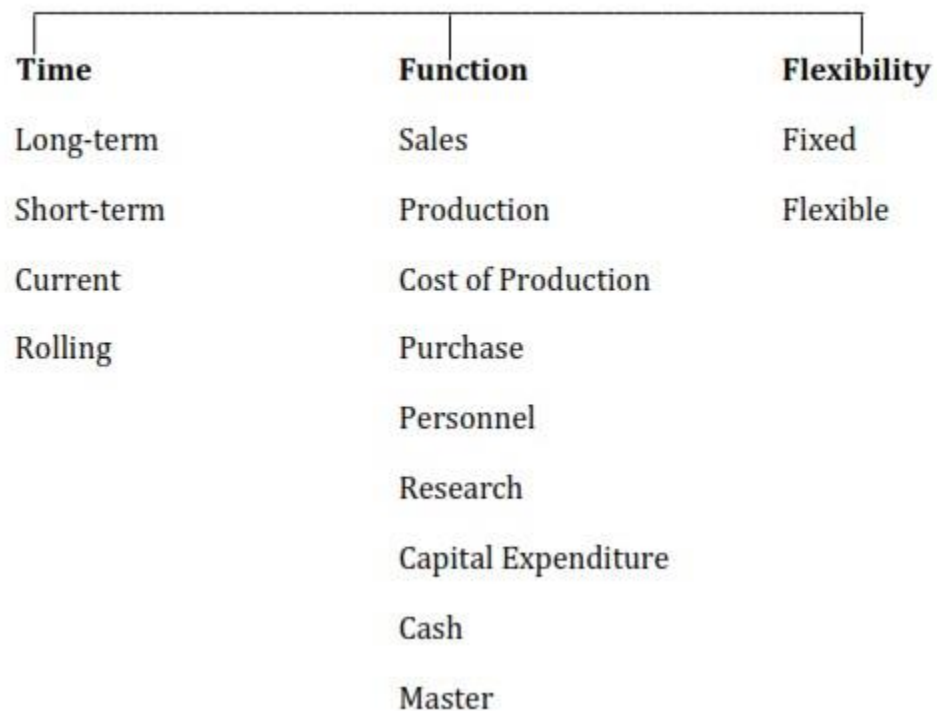 Time Function Flexibility
Long-term Sales Fixed
Short-term Production Flexible
Current Cost of Production
Rolling Purchase
Personnel
Research
Capital Expenditure
Cash
Master